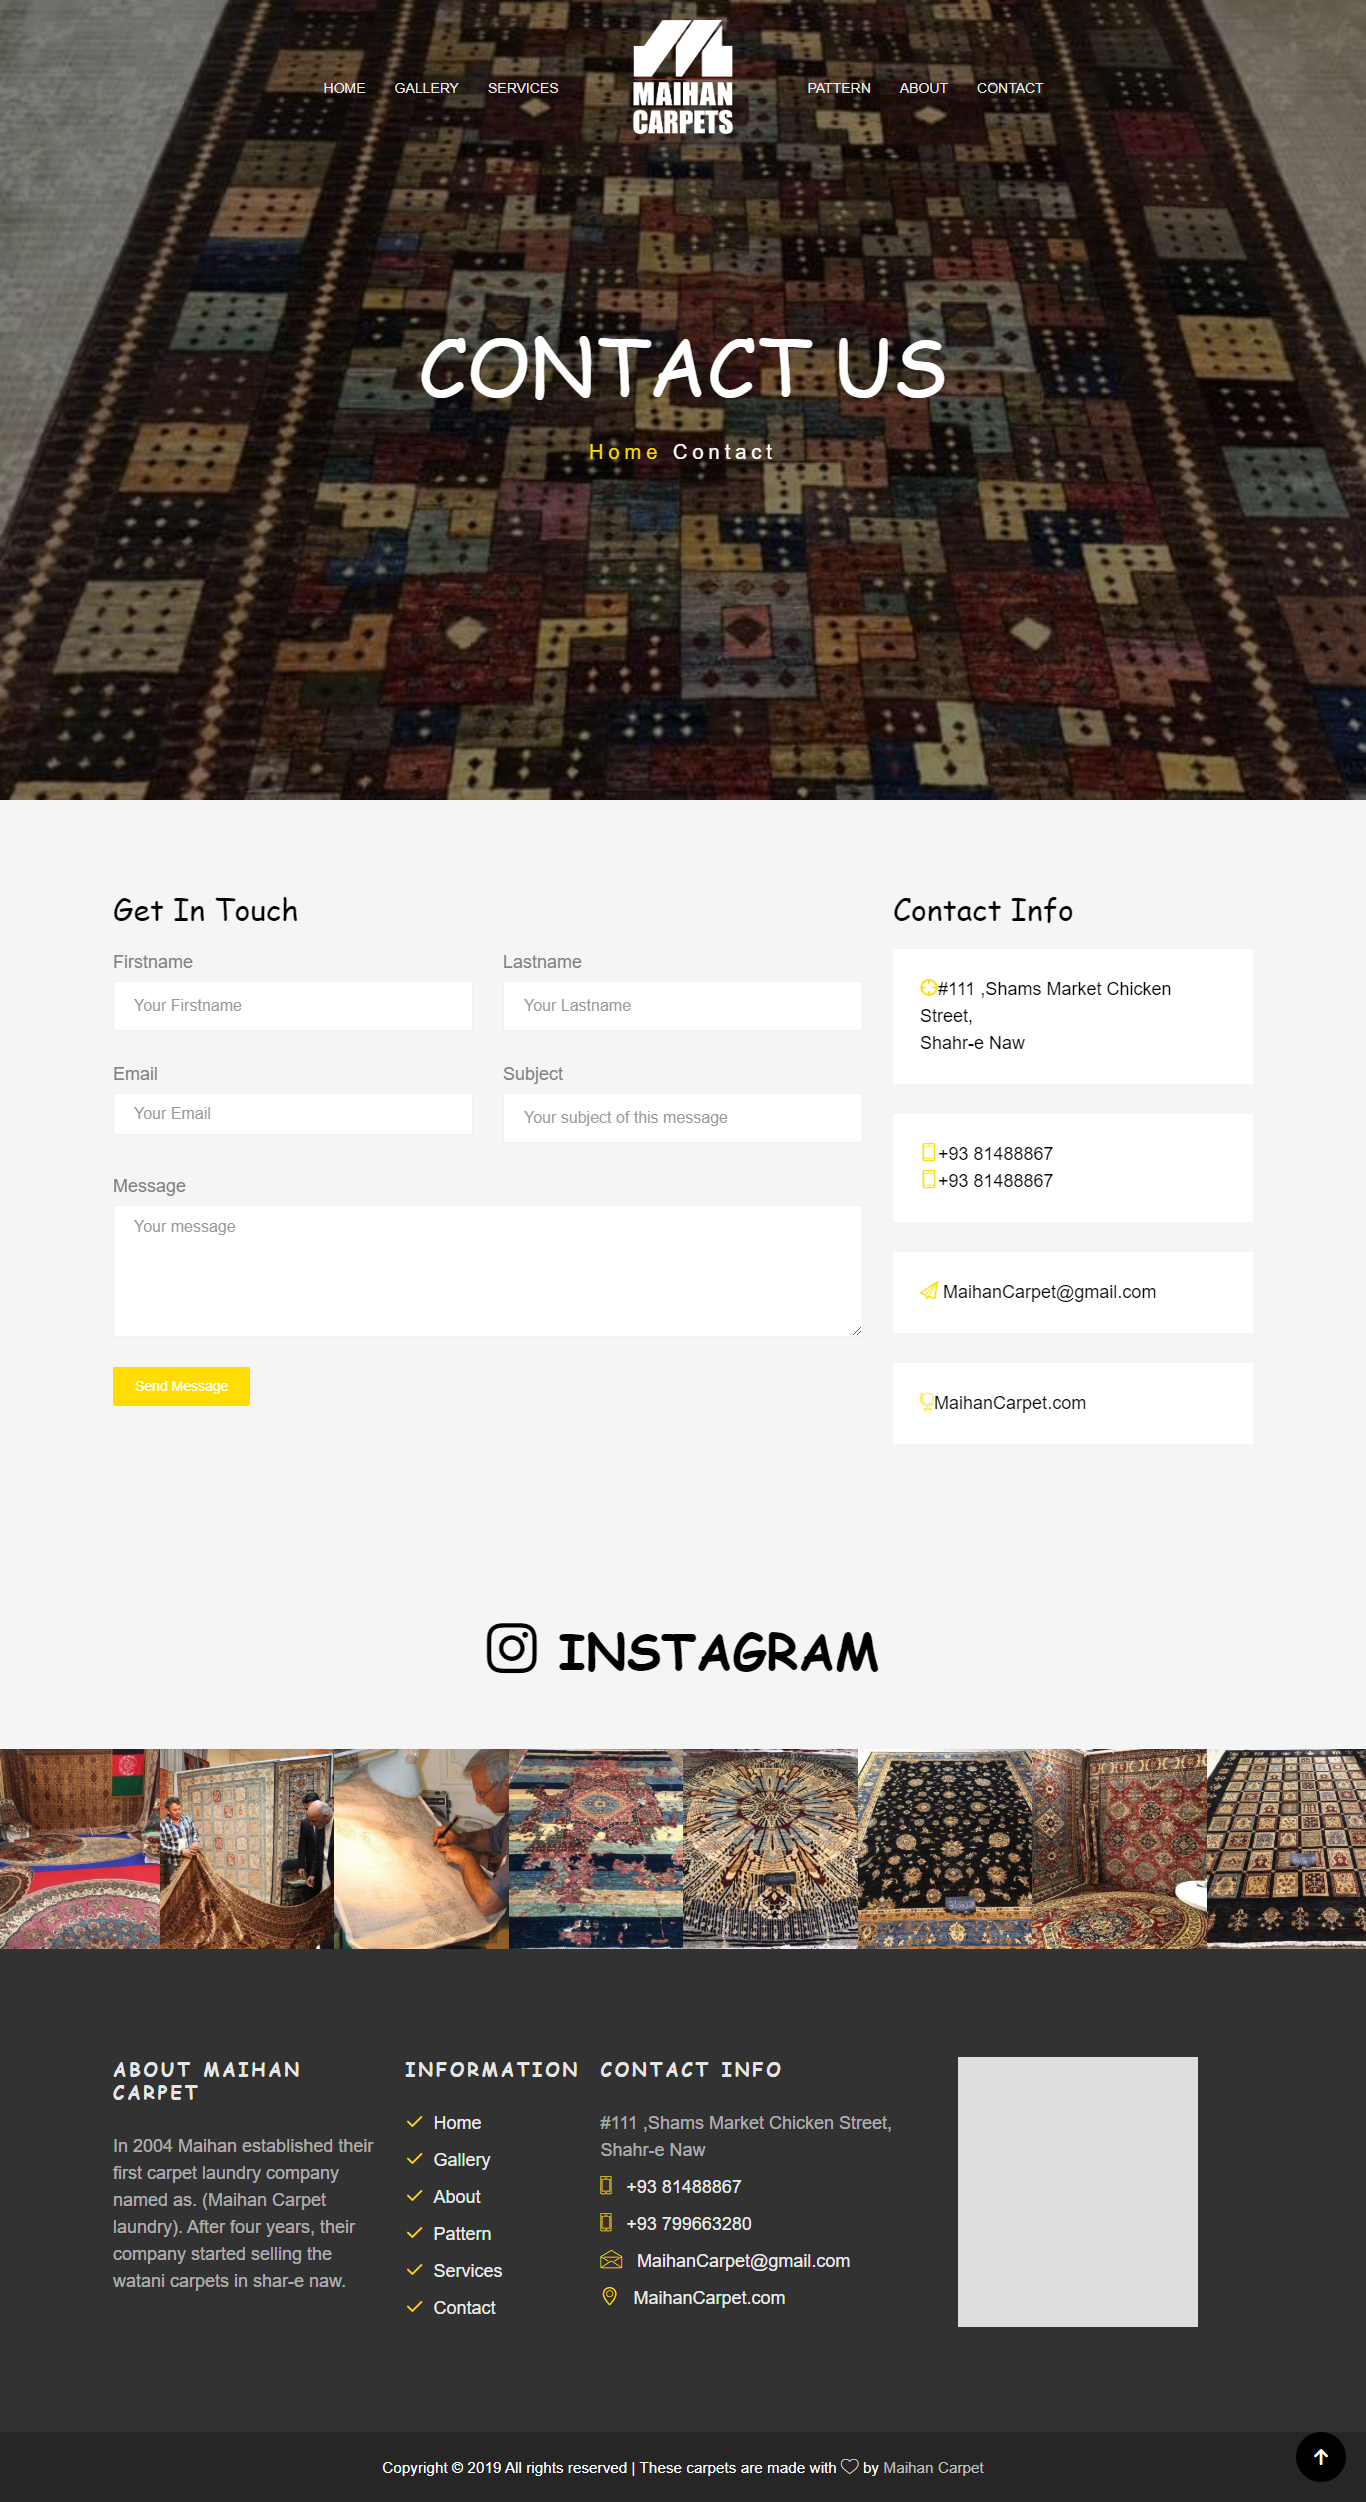 HOME GALLERY SERVICES
MAIHAN
CARPETS
PATTERN ABOUT CONTACT
CONTACT US
Home Contact
Get In Touch
Firstname
Your Firstname
Lastname
Your Lastname
Email
Your Email
Subject
Your subject of this message
Message
Your message
Send Message
Contact Info
#111 ,Shams Market Chicken
Street,
Shahr-e Naw
+93 81488867
+93 81488867
MaihanCarpet@gmail.com
MaihanCarpet.com
INSTAGRAM
ABOUT MAIHAN
CARPET
In 2004 Maihan established their
first carpet laundry company
named as. (Maihan Carpet
laundry). After four years, their
company started selling the
watani carpets in shar-e naw.
INFORMATION
Home
Gallery
About
Pattern
Services
Contact
CONTACT INFO
#111 ,Shams Market Chicken Street,
Shahr-e Naw
+93 81488867
+93 799663280
MaihanCarpet@gmail.com
MaihanCarpet.com
Copyright © 2019 All rights reserved | These carpets are made with ♡ by Maihan Carpet